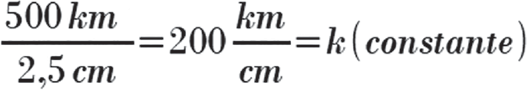 500 km / 2,5 cm = 200 km / cm = k (constante)